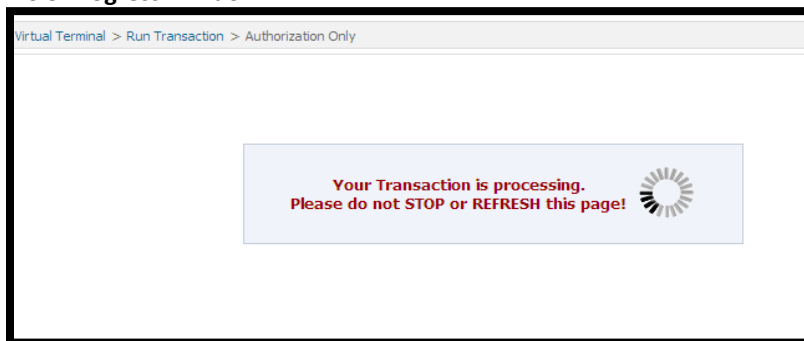 Virtual Terminal > Run Transaction > Authorization Only
Your Transaction is processing.
Please do not STOP or REFRESH this page!